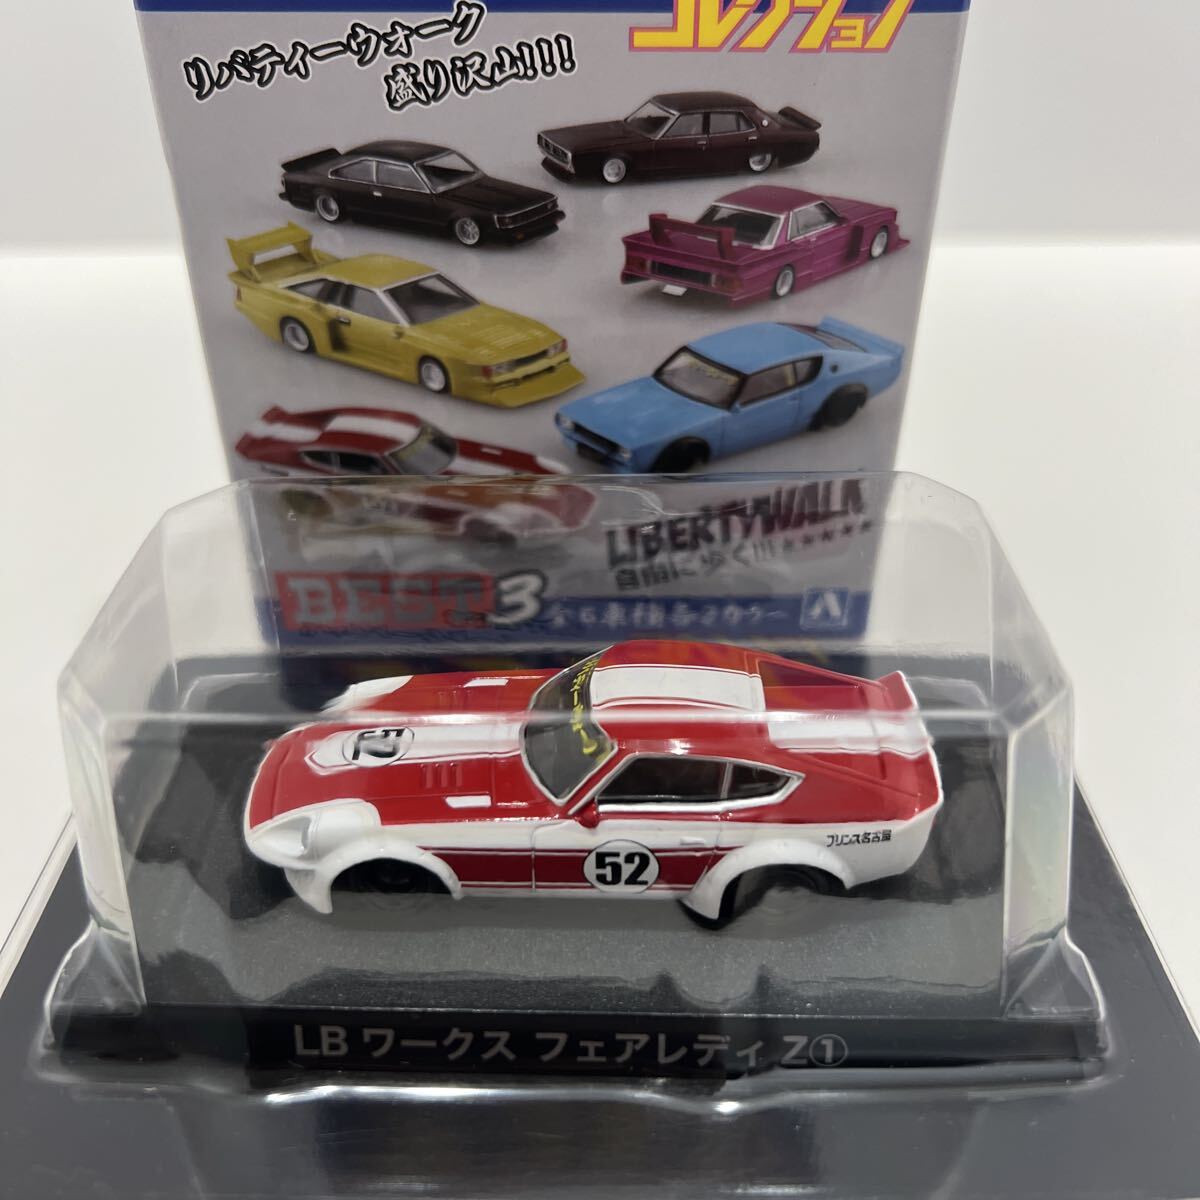 コレクション
リバティーウォーク
盛り沢山!!!
LIBERTYWALK
自由に歩く!!!★★★★★
BEST 3
全6車種各2カラー
52
52
プリンス名古屋
LB ワークス フェアレディ Z①